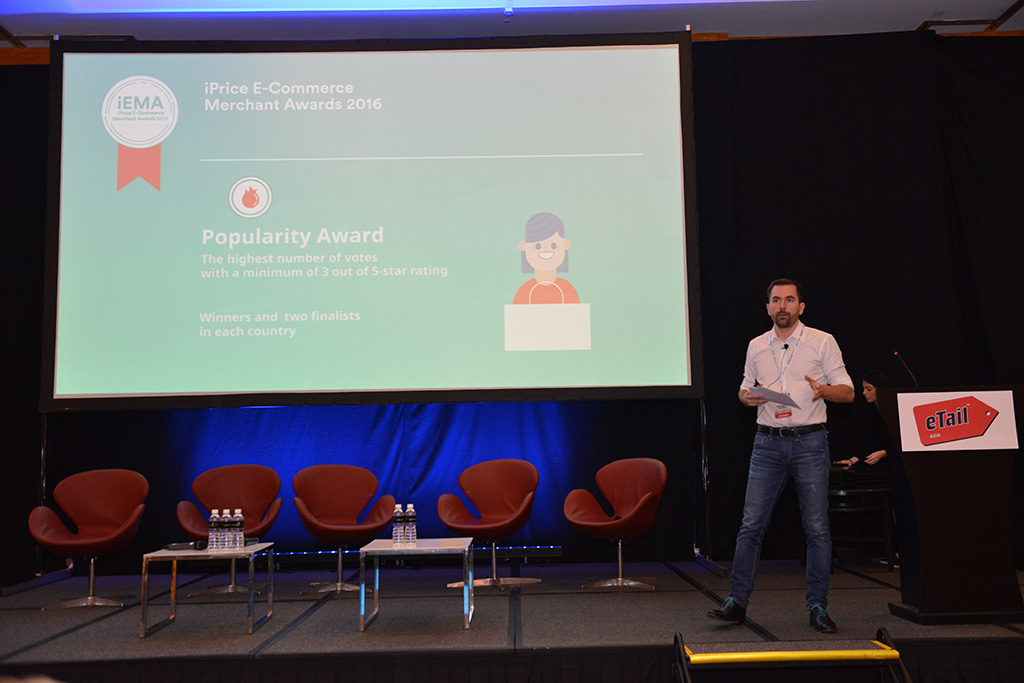 iEMA
iPrice E-Commerce
Merchant Awards 2016
iPrice E-Commerce
Merchant Awards 2016
Popularity Award
The highest number of votes
with a minimum of 3 out of 5-star rating
Winners and two finalists
in each country
eTail
ASIA